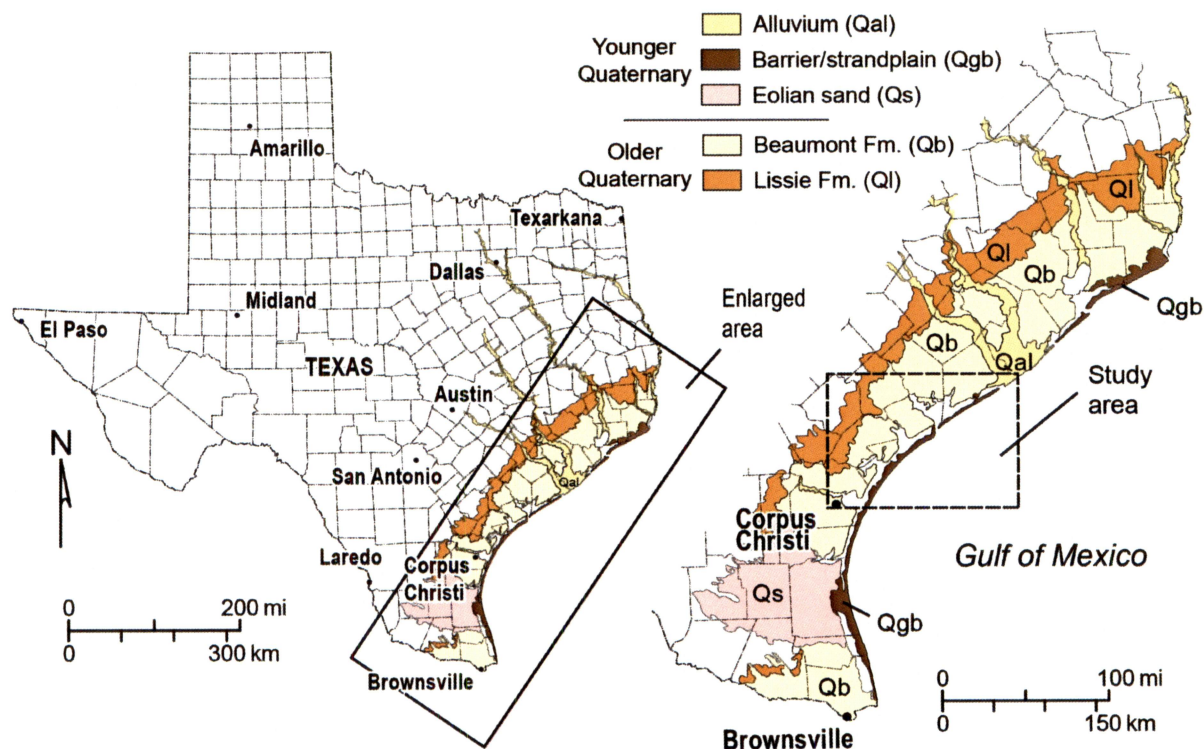 Younger
Quaternary
Alluvium (Qal)
Barrier/strandplain (Qgb)
Eolian sand (Qs)
Older
Quaternary
Beaumont Fm. (Qb)
Lissie Fm. (Ql)
Amarillo
Texarkana
Dallas
Midland
El Paso
TEXAS
Austin
San Antonio
Laredo
Corpus
Christi
Brownsville
Qal
Enlarged
area
N
0 200 mi
0 300 km
Ql
Ql
Qb
Qgb
Qb
Qal
Study
area
Corpus
Christi
Gulf of Mexico
Qs
Qgb
Qb
Brownsville
0 100 mi
0 150 km